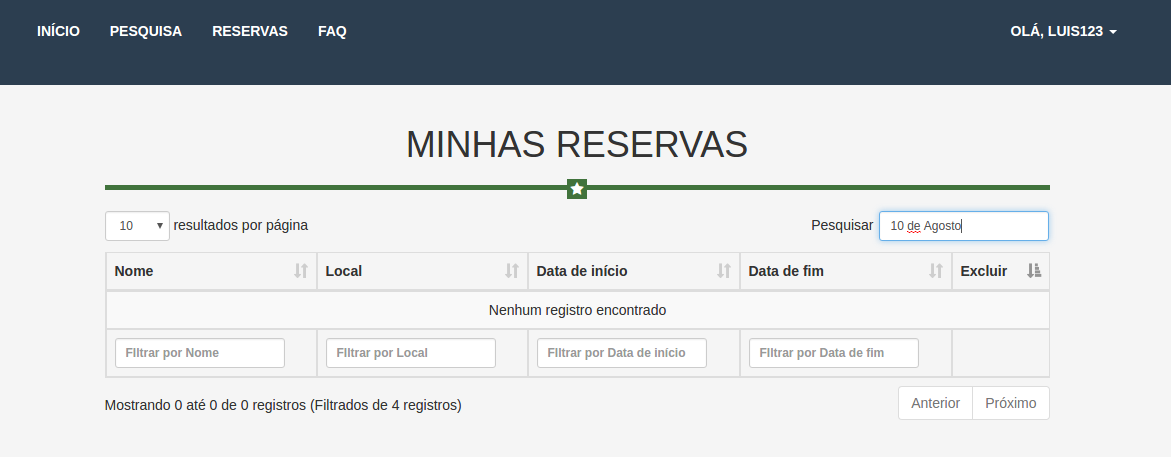 INÍCIO PESQUISA RESERVAS FAQ OLÁ, LUIS123
MINHAS RESERVAS
10 resultados por página Pesquisar 10 de Agosto
Nome Local Data de início Data de fim Excluir
Nenhum registro encontrado
FIltrar por Nome FIltrar por Local FIltrar por Data de início FIltrar por Data de fim
Mostrando 0 até 0 de 0 registros (Filtrados de 4 registros) Anterior Próximo